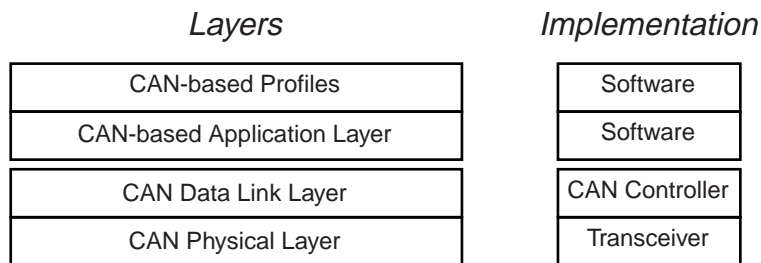 Layers Implementation
CAN-based Profiles Software
CAN-based Application Layer Software
CAN Data Link Layer CAN Controller
CAN Physical Layer Transceiver